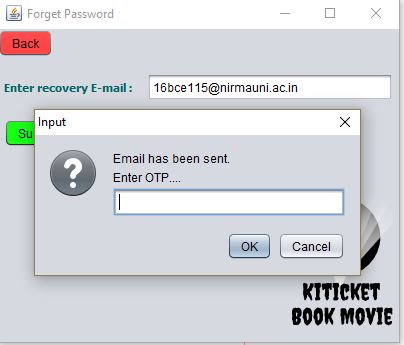 Forget Password
Back
Enter recovery E-mail :
16bce115@nirmauni.ac.in
Input
Email has been sent.
Enter OTP....
OK
Cancel
KITICKET
BOOK MOVIE